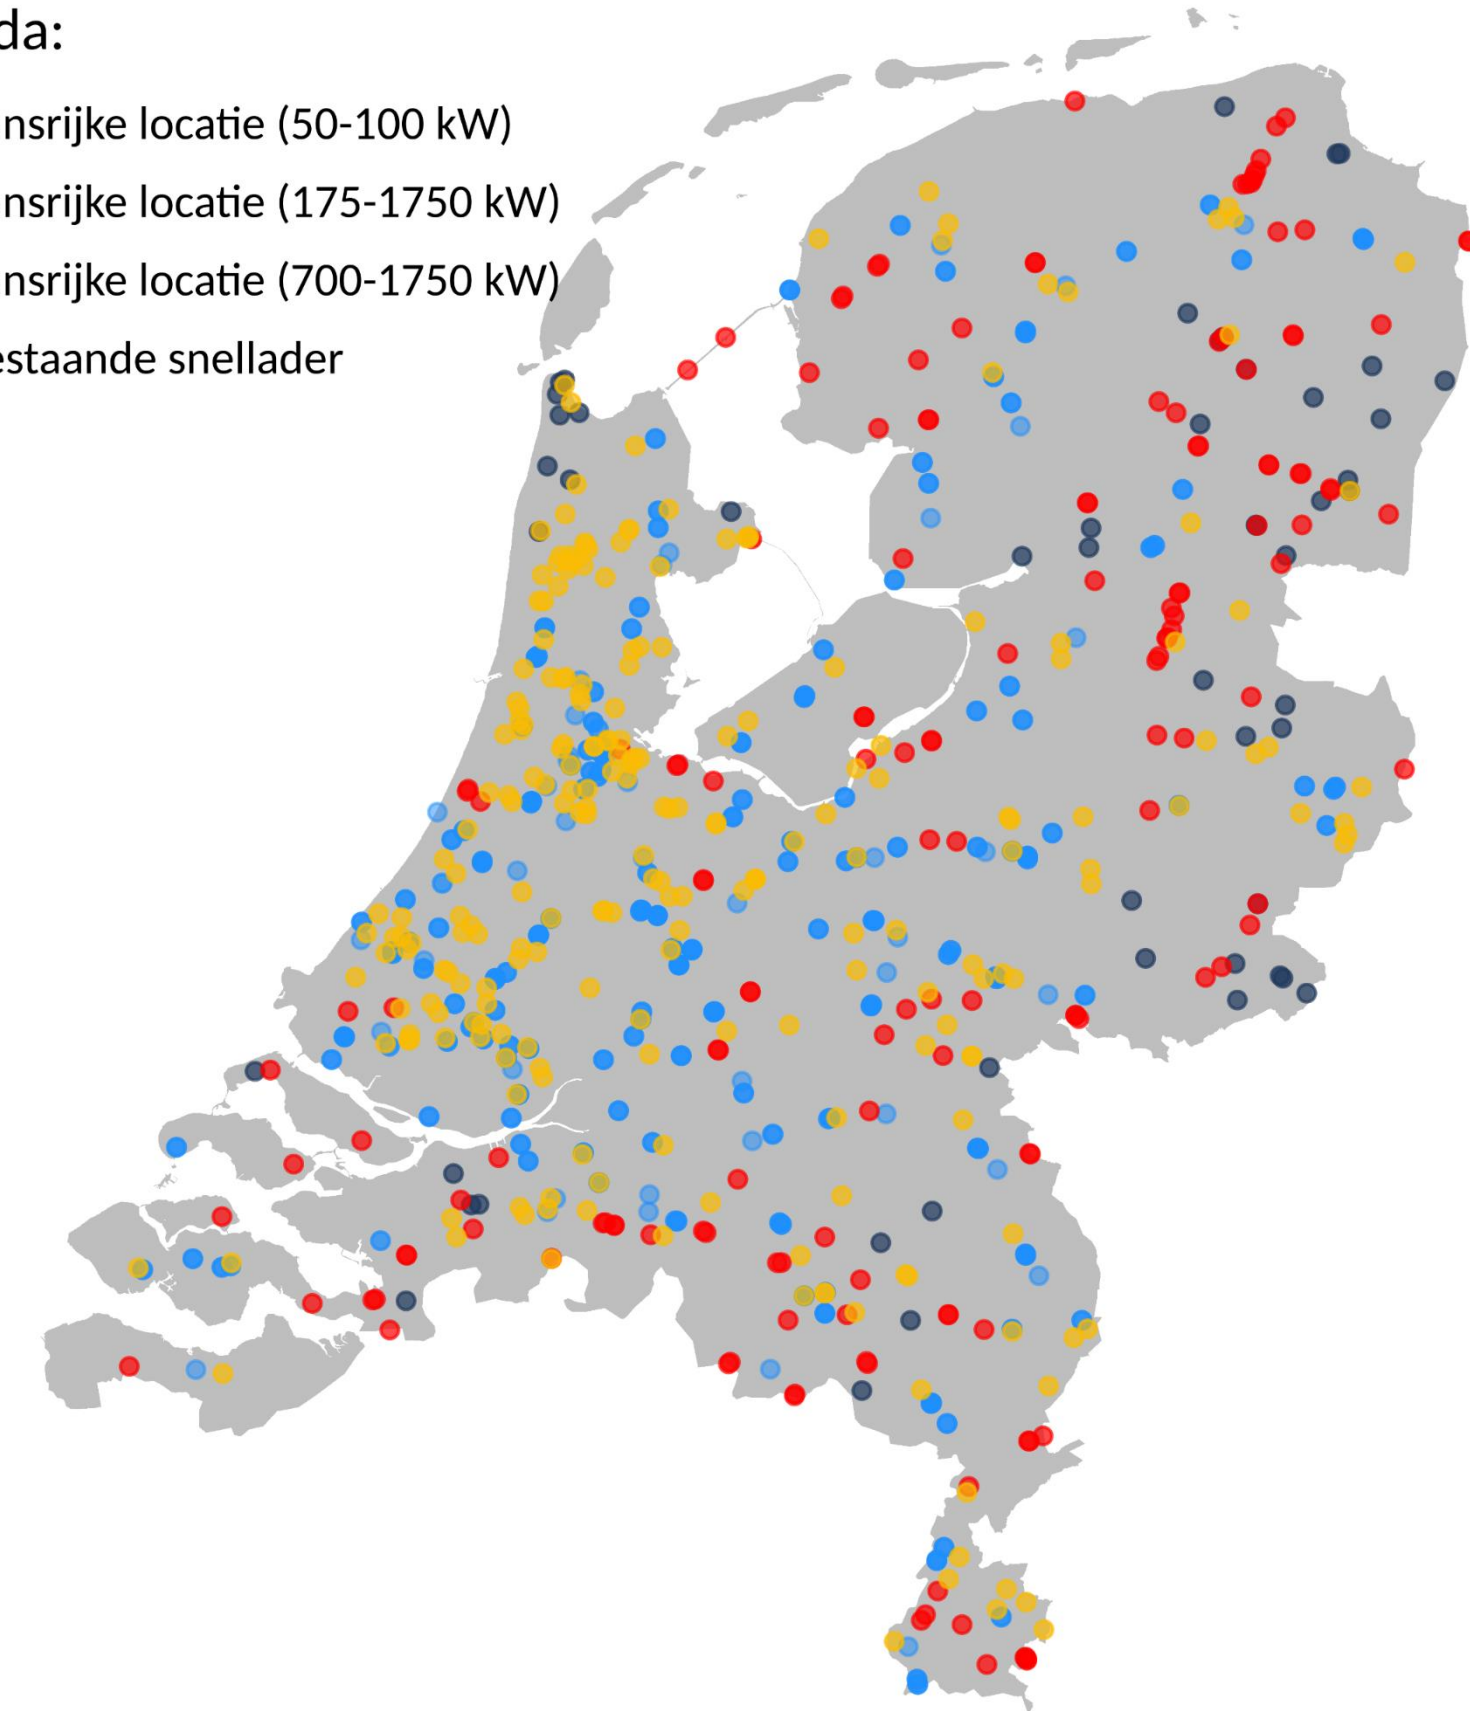 da:
nsrijke locatie (50-100 kW)
nsrijke locatie (175-1750 kW)
nsrijke locatie (700-1750 kW)
estaande snellader